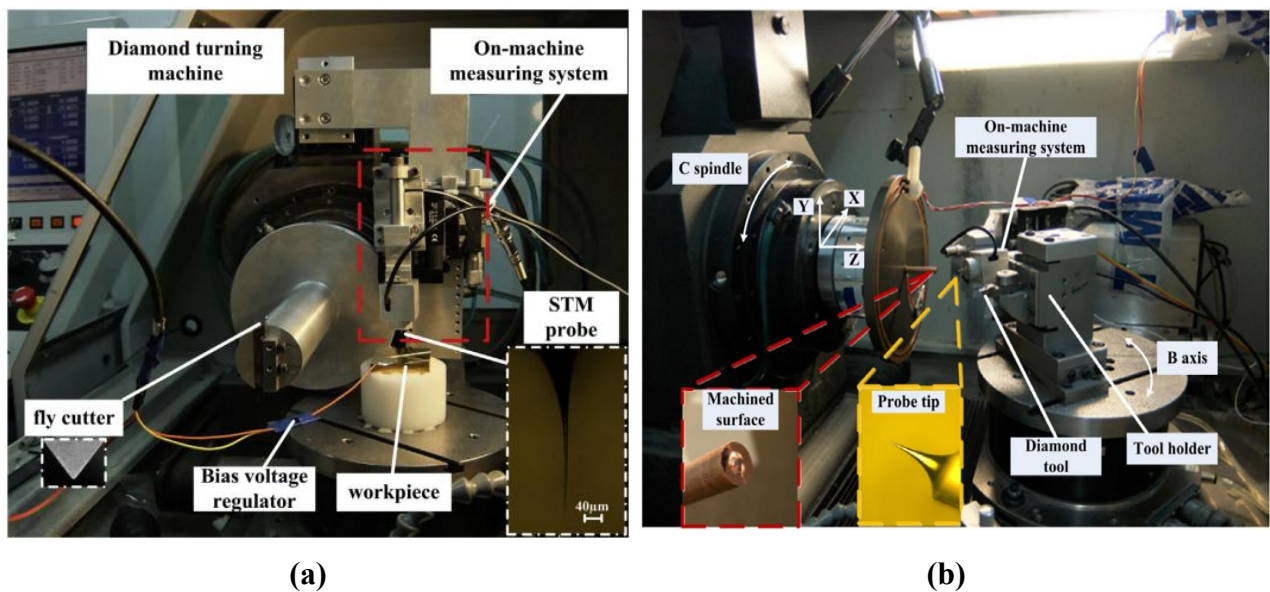 Diamond turning
machine
On-machine
measuring system
STM
probe
fly cutter
Bias voltage
regulator
workpiece
40μm
(a)
On-machine
measuring system
C spindle
Y
X
Z
B axis
Machined
surface
Probe tip
Diamond
tool
Tool holder
(b)